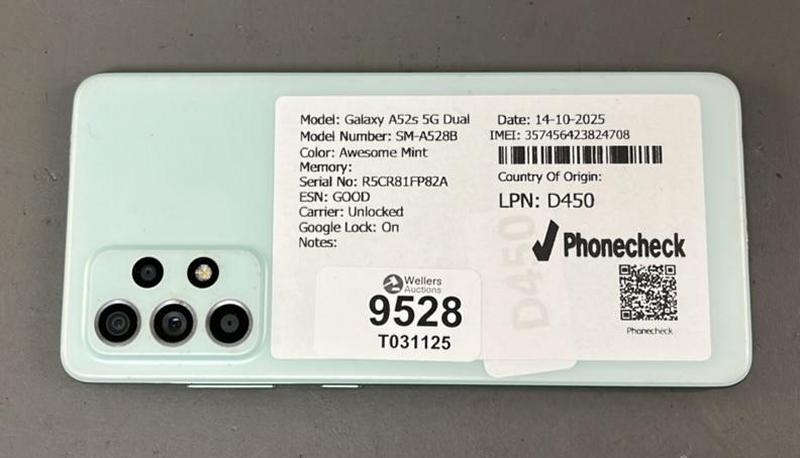 Model: Galaxy A52s 5G Dual
Model Number: SM-A528B
Color: Awesome Mint
Memory:
Serial No: R5CR81FP82A
ESN: GOOD
Carrier: Unlocked
Google Lock: On
Notes:
Date: 14-10-2025
IMEI: 357456423824708
Country Of Origin:
LPN: D450
Phonecheck
Phonecheck
D450
Wellers
Auctions
9528
T031125